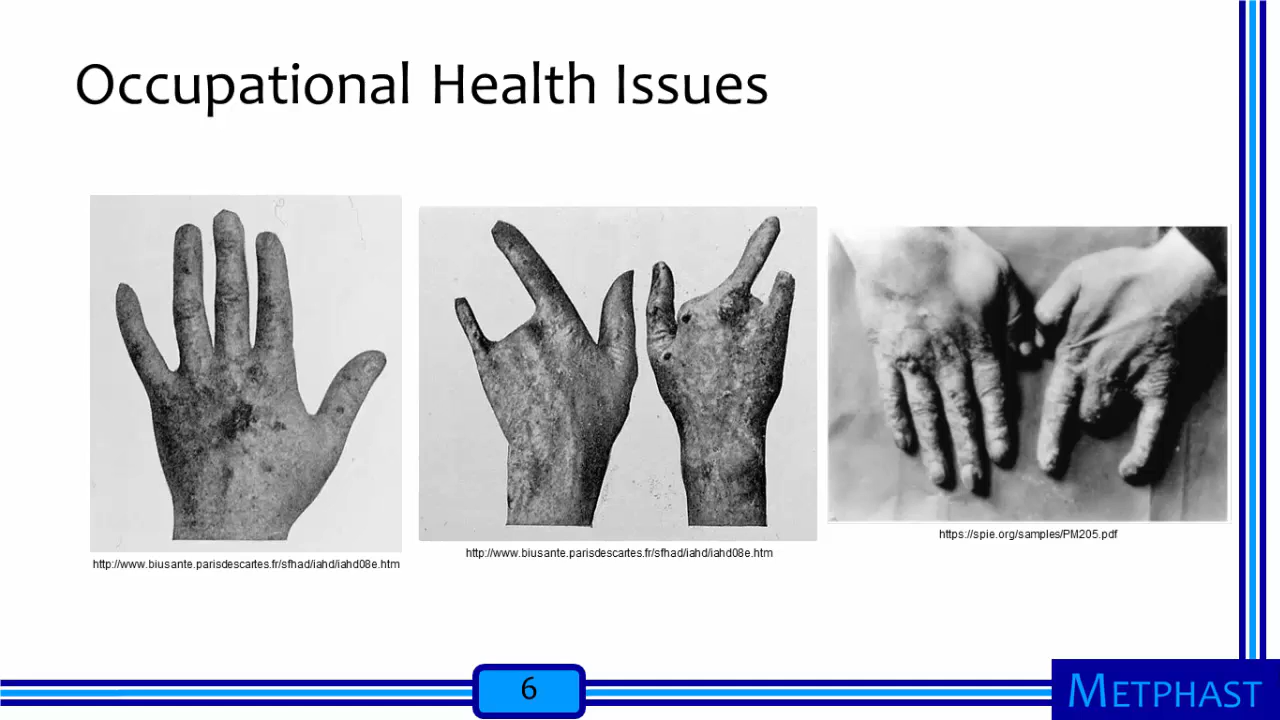 Occupational Health Issues
http://www.biusante.parisdescartes.fr/sfhad/iahd/iahd08e.htm
http://www.biusante.parisdescartes.fr/sfhad/iahd/iahd08e.htm
https://spie.org/samples/PM205.pdf
6
METPHAST